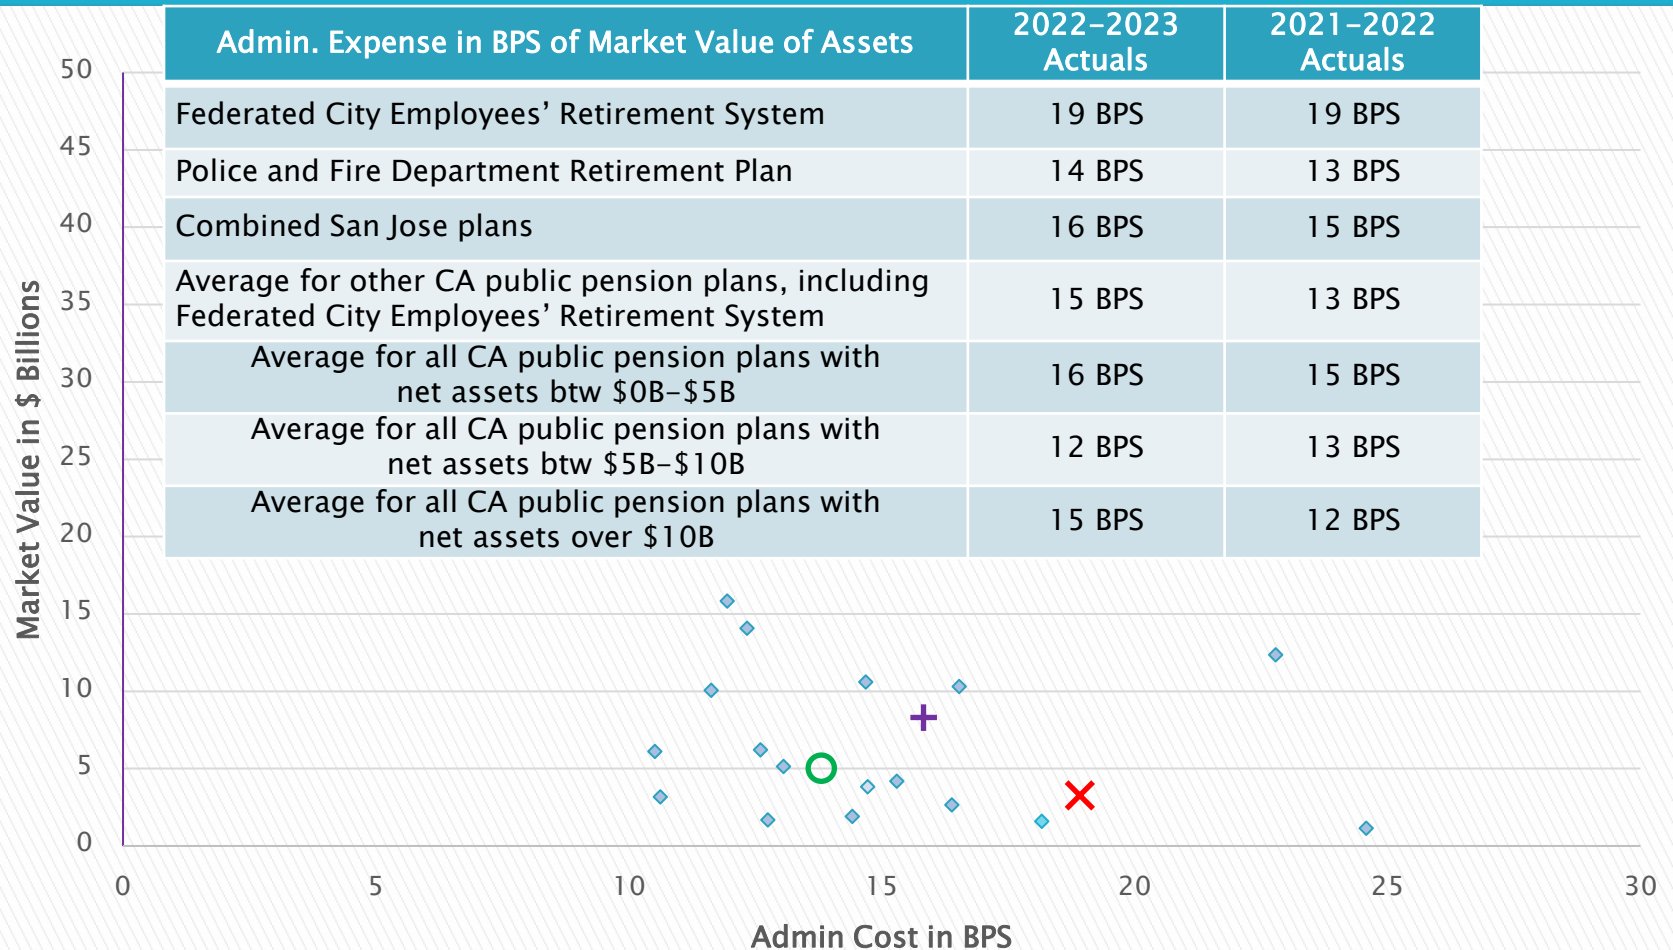 Admin. Expense in BPS of Market Value of Assets
2022-2023
Actuals
2021-2022
Actuals
Federated City Employees’ Retirement System
19 BPS
19 BPS
Police and Fire Department Retirement Plan
14 BPS
13 BPS
Combined San Jose plans
16 BPS
15 BPS
Average for other CA public pension plans, including
Federated City Employees’ Retirement System
15 BPS
13 BPS
Average for all CA public pension plans with
net assets btw $0B-$5B
16 BPS
15 BPS
Average for all CA public pension plans with
net assets btw $5B-$10B
12 BPS
13 BPS
Average for all CA public pension plans with
net assets over $10B
15 BPS
12 BPS
Market Value in $ Billions
50
45
40
35
30
25
20
15
10
5
0
0
5
10
15
20
25
30
Admin Cost in BPS